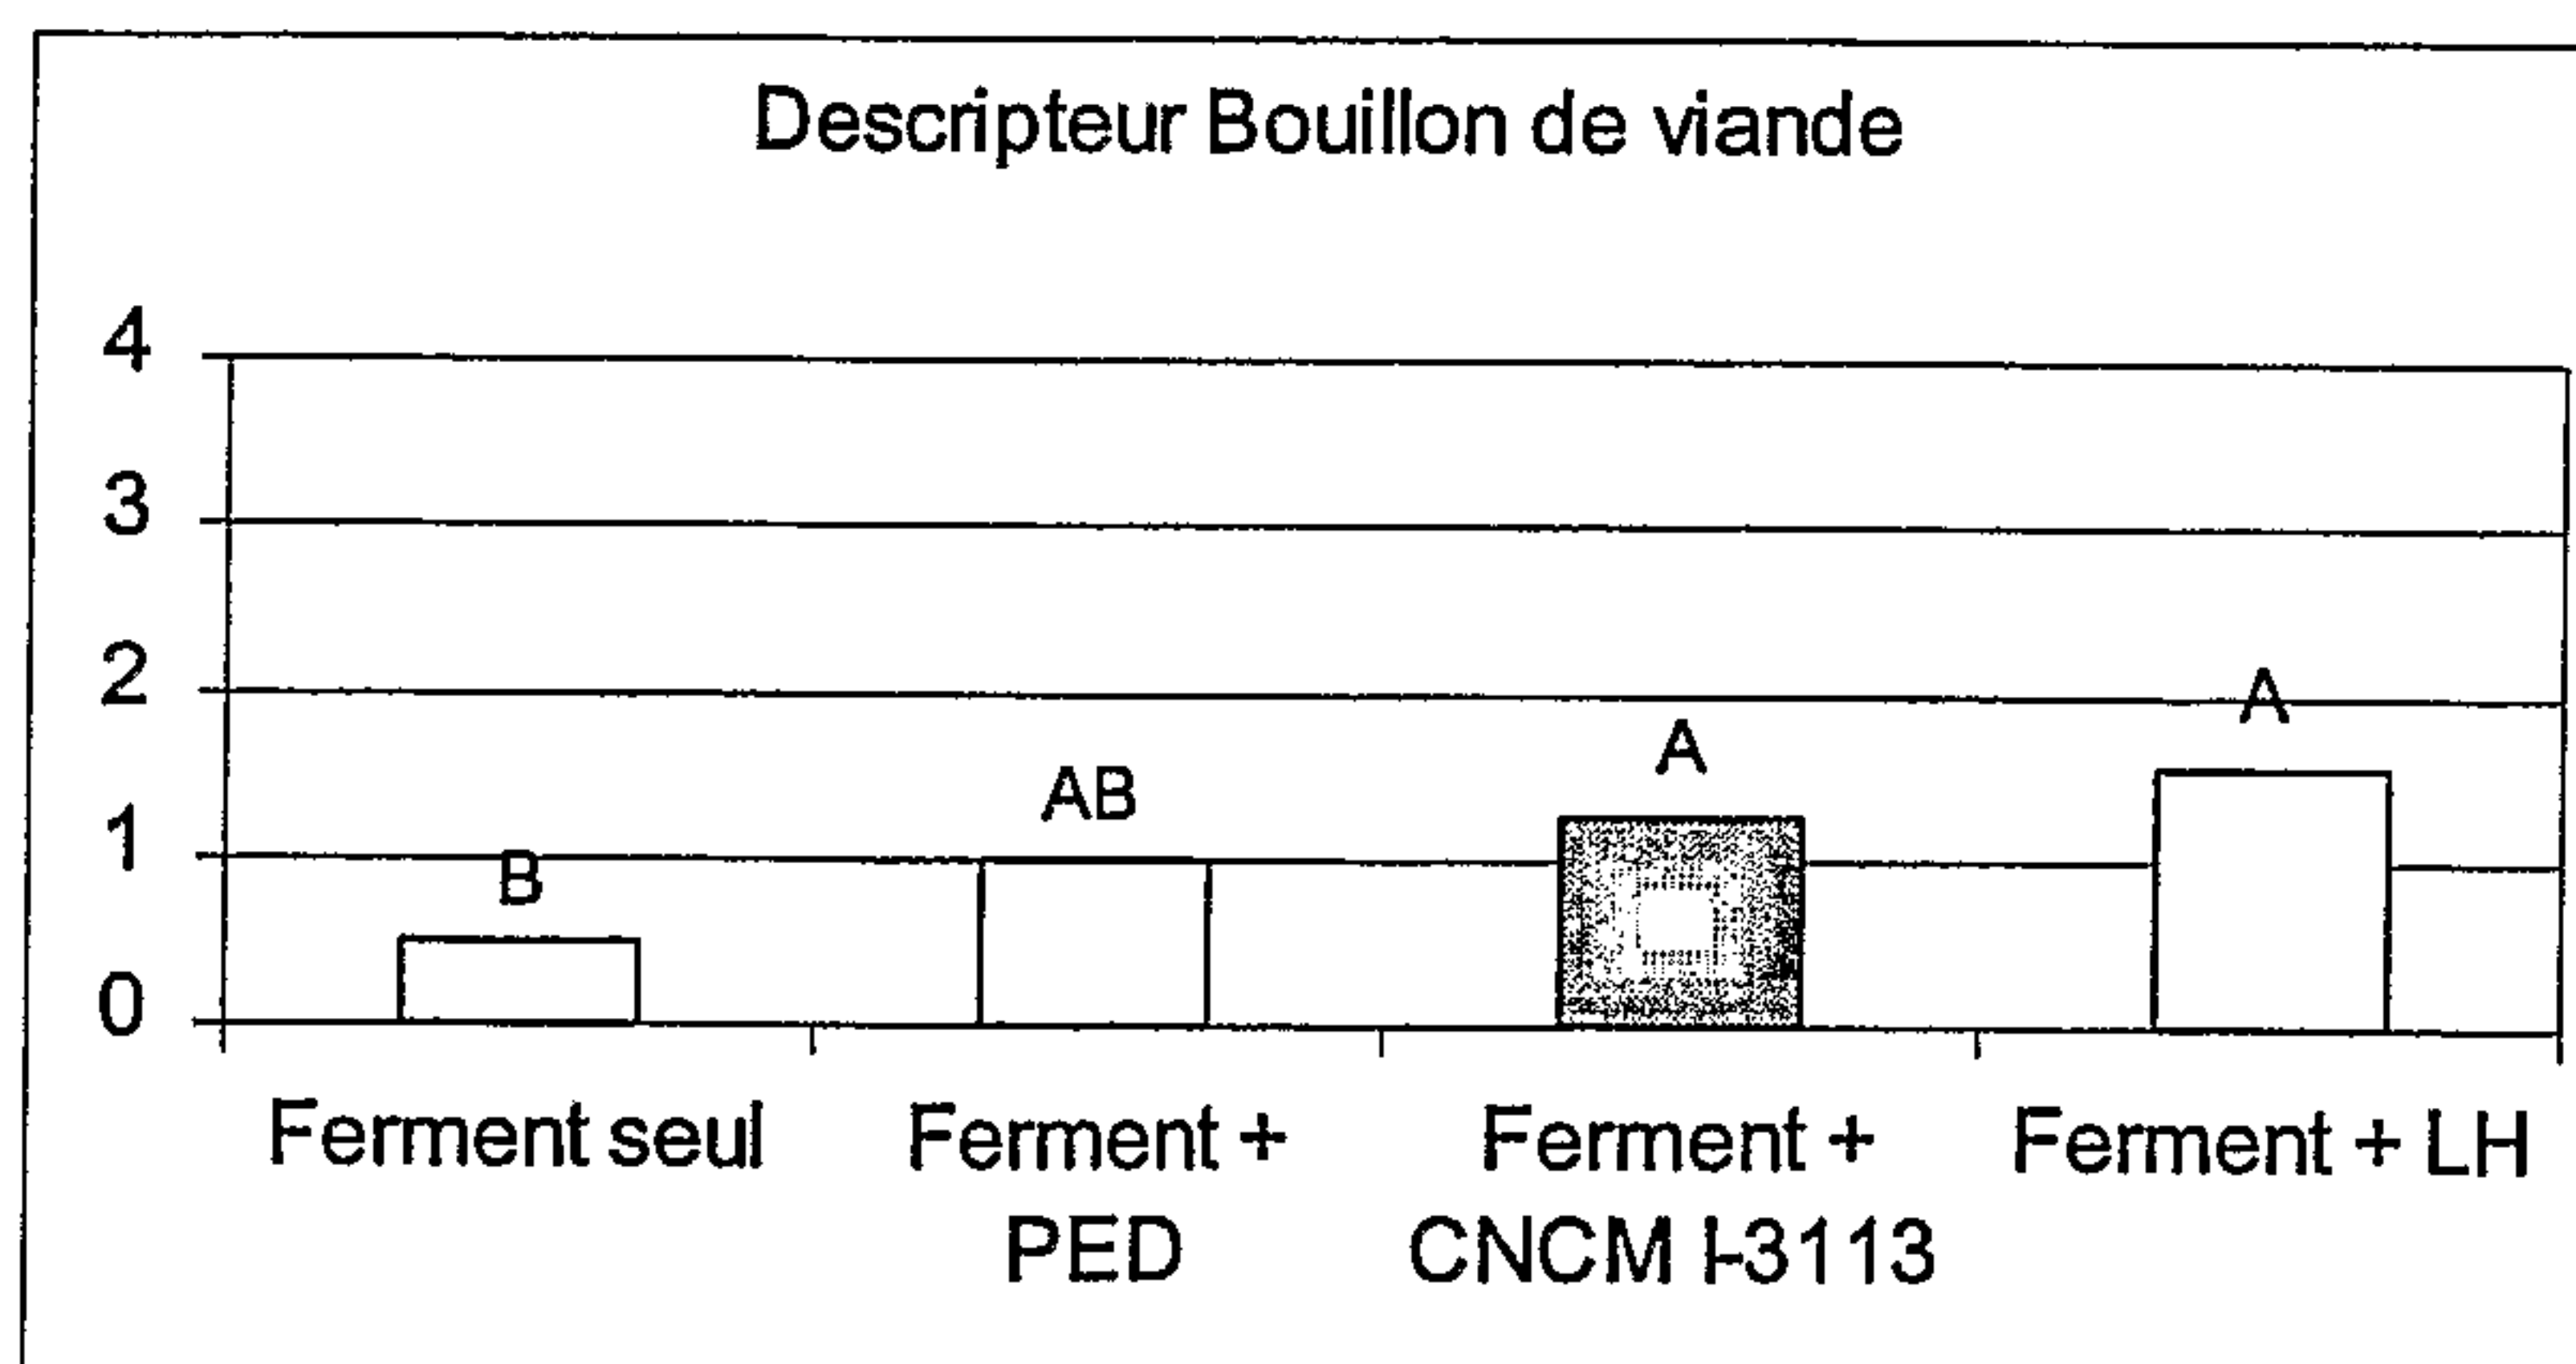 Descripteur Bouillon de viande
4
3
2
1
0
B
AB
A
A
Ferment seul
Ferment +
PED
Ferment +
CNCM I-3113
Ferment + LH